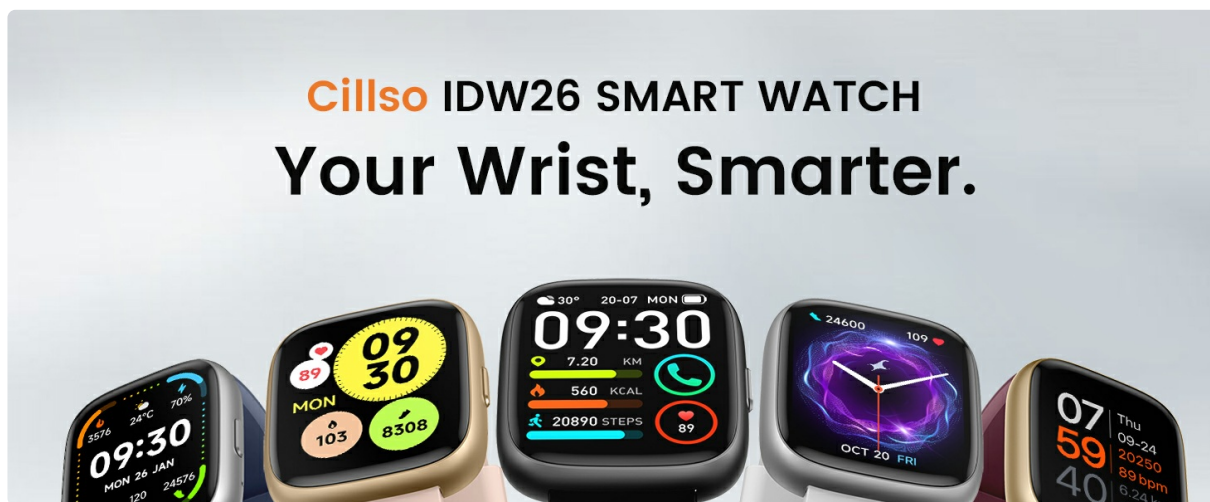 Cillso IDW26 SMART WATCH
Your Wrist, Smarter.
3576
24°C
70%
09:30
MON 26 JAN
120
24576
89
09
30
MON
103
8308
30° 20-07 MON
09:30
7.20 KM
560 KCAL
20890 STEPS
89
24600
109
OCT 20 FRI
07
59
40
Thu
09-24
20250
89 bpm